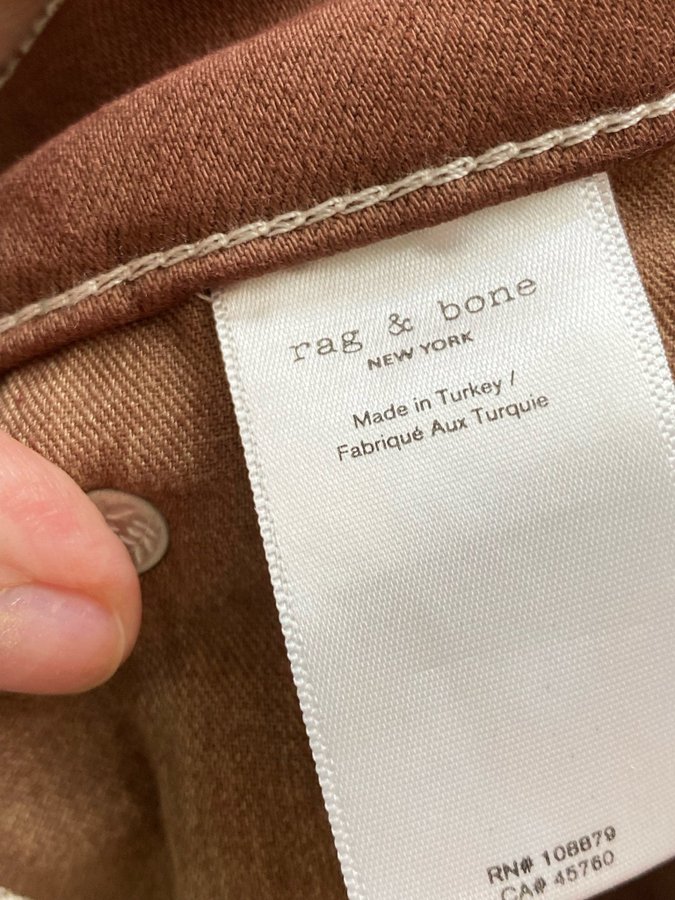 rag & bone
NEW YORK
Made in Turkey /
Fabriqué Aux Turquie
RN# 108879
CA# 45760